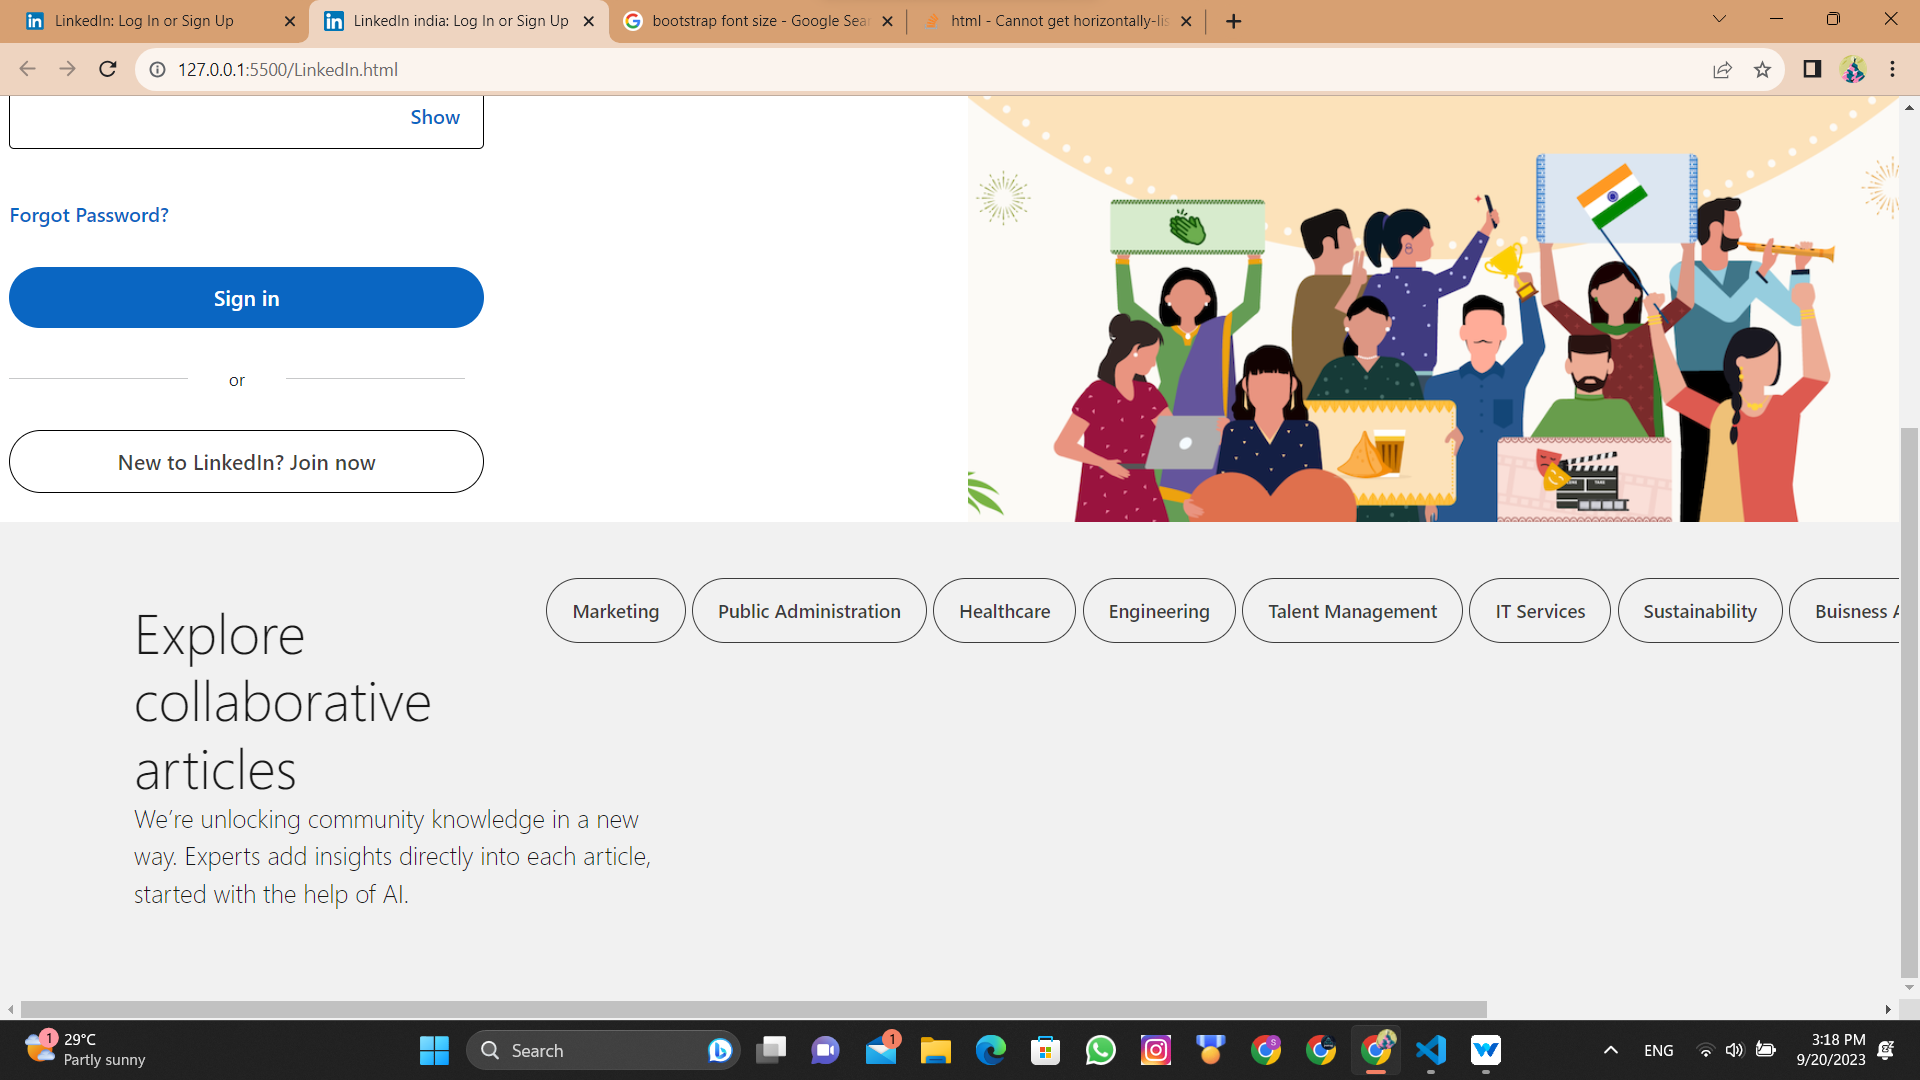 LinkedIn: Log In or Sign Up
LinkedIn india: Log In or Sign Up
bootstrap font size - Google Sear
html - Cannot get horizontally-lis
127.0.0.1:5500/LinkedIn.html
Show
Forgot Password?
Sign in
or
New to LinkedIn? Join now
Explore
collaborative
articles
We're unlocking community knowledge in a new
way. Experts add insights directly into each article,
started with the help of AI.
Marketing
Public Administration
Healthcare
Engineering
Talent Management
IT Services
Sustainability
Buisness A
1
29°C
Partly sunny
Search
1
ENG
3:18 PM
9/20/2023